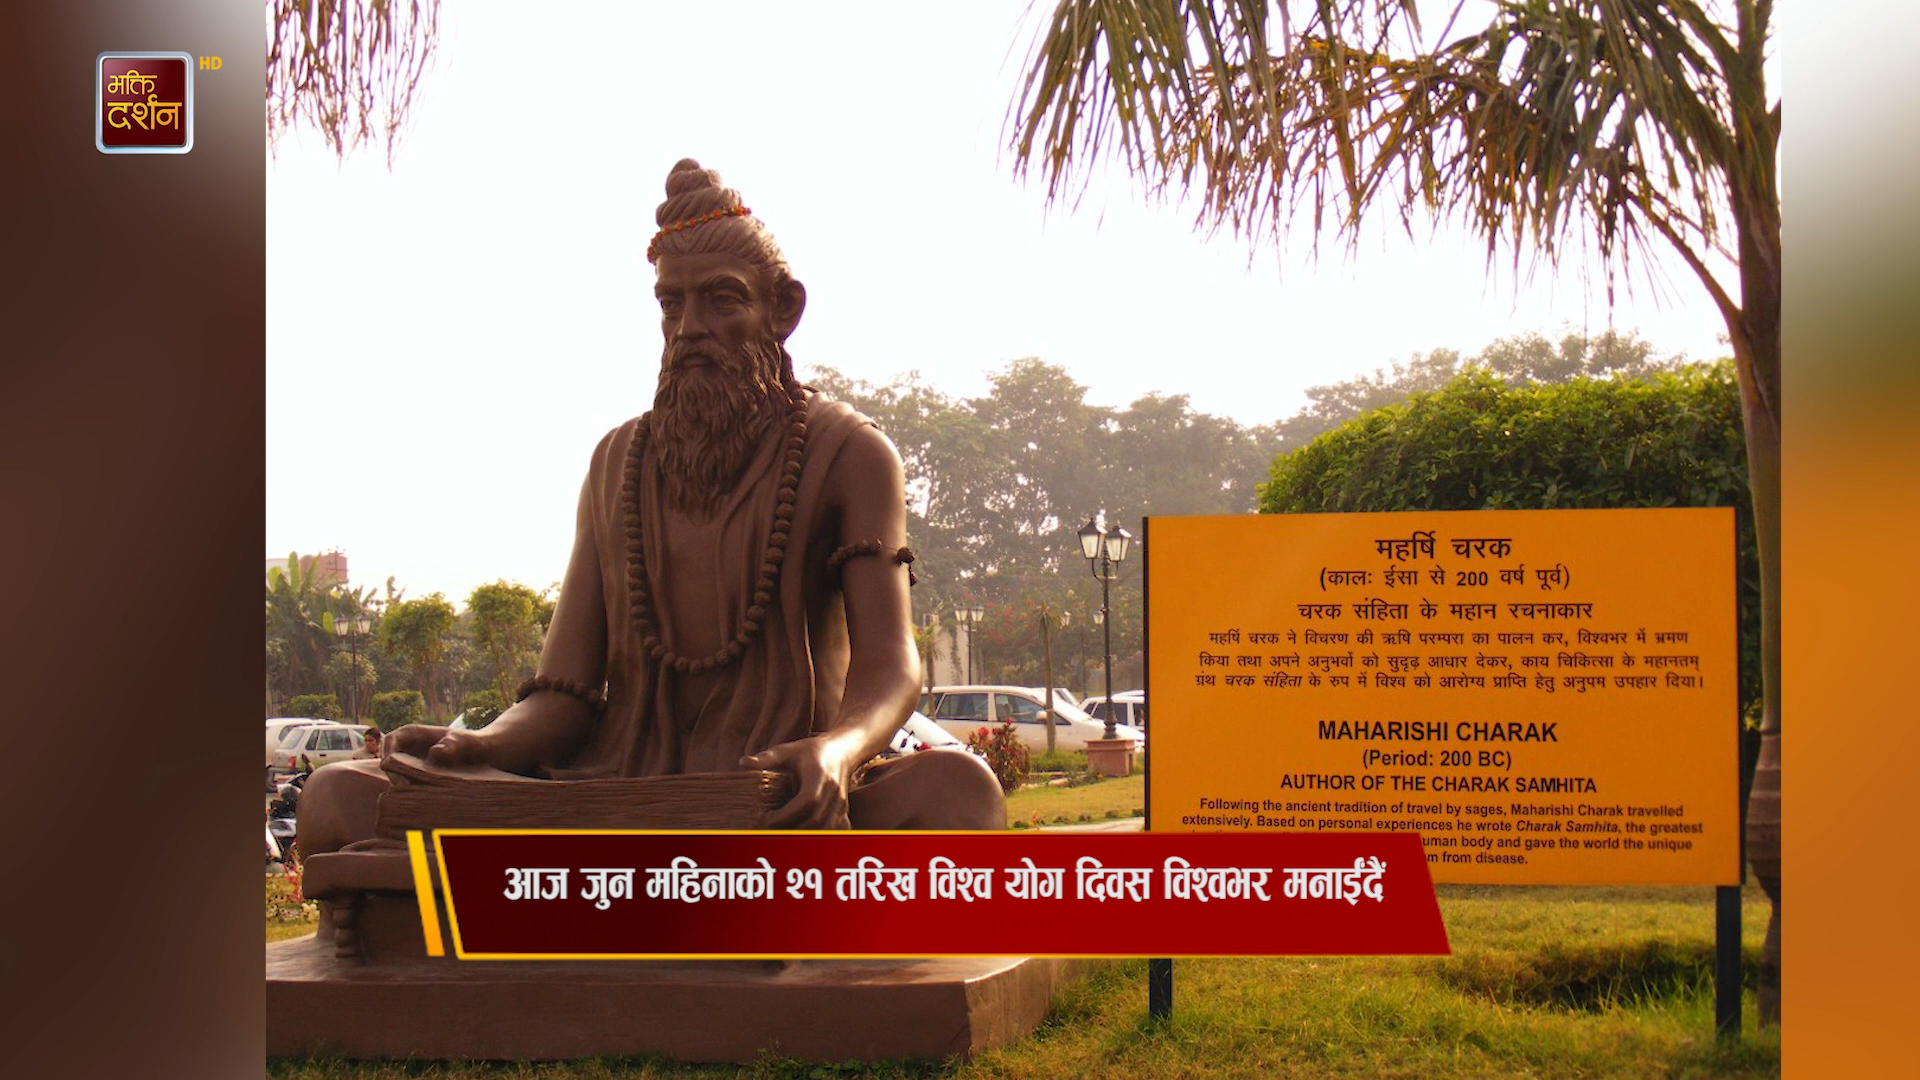 भक्ति
दर्शन
HD
महर्षि चरक
(कालः ईसा से 200 वर्ष पूर्व)
चरक संहिता के महान रचनाकार
महर्षि चरक ने विचरण की ऋषि परम्परा का पालन कर, विश्वभर में भ्रमण
किया तथा अपने अनुभवों को सुदृढ़ आधार देकर, काय चिकित्सा के महानतम्
ग्रंथ चरक संहिता के रुप में विश्व को आरोग्य प्राप्ति हेतु अनुपम उपहार दिया।
MAHARISHI CHARAK
(Period: 200 BC)
AUTHOR OF THE CHARAK SAMHITA
Following the ancient tradition of travel by sages, Maharishi Charak travelled
extensively. Based on personal experiences he wrote Charak Samhita, the greatest
body and gave the world the unique
from disease.
आज जुन महिनाको २१ तरिख विश्व योग दिवस विश्वभर मनाईंदैं